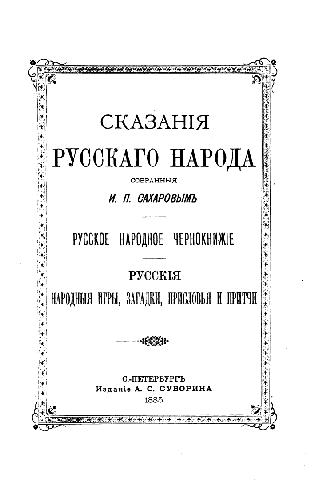 СКАЗАНІЯ
РУССКАГО НАРОДА
СОБРАННЫЯ
И. П. САХАРОВЫМЪ
РУССКОЕ НАРОДНОЕ ЧЕРНОКНИЖІЕ
РУССКІЯ
НАРОДНЫЯ ИГРЫ, ЗАГАДКИ, ПРИСЛОВЬЯ И ПРИТЧИ
С.-ПЕТЕРБУРГЪ
Изданіе А. С. СУВОРИНА
1885